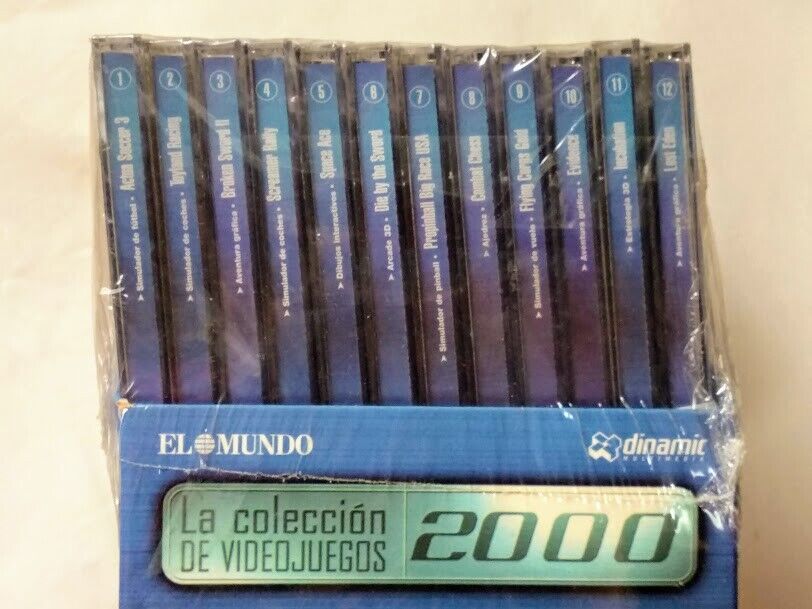 1 Actua Soccer 3 • Simulador de fútbol
2 Toyland Racing • Simulador de coches
3 Broken Sword II • Aventura gráfica
4 Screamer Rally • Simulador de coches
5 Space Ace • Dibujos interactivos
6 Die by the Sword • Arcade 3D
7 Propinball Big Race USA • Simulador de pinball
8 Combat Chess • Ajedrez
9 Flying Corps Gold • Simulador de vuelo
10 Evidence • Aventura gráfica
11 Incubation • Estrategia 3D
12 Lost Eden • Aventura gráfica
EL MUNDO
dinamic
MULTIMEDIA
La colección
DE VIDEOJUEGOS
2000